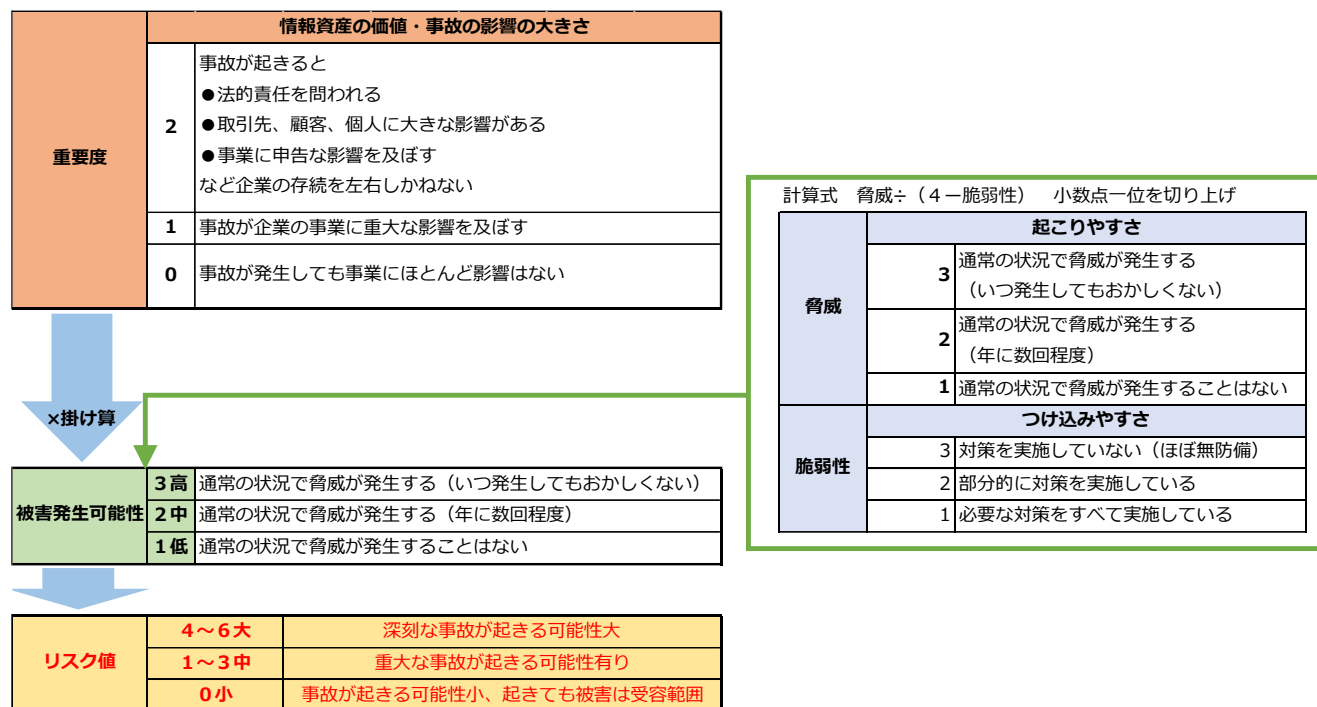 情報資産の価値・事故の影響の大きさ
重要度
2
事故が起きると
●法的責任を問われる
●取引先、顧客、個人に大きな影響がある
●事業に申告な影響を及ぼす
など企業の存続を左右しかねない
1 事故が企業の事業に重大な影響を及ぼす
0 事故が発生しても事業にほとんど影響はない
×掛け算
計算式 脅威÷（４ー脆弱性） 小数点一位を切り上げ
起こりやすさ
脅威
3
通常の状況で脅威が発生する
（いつ発生してもおかしくない）
2
通常の状況で脅威が発生する
（年に数回程度）
1 通常の状況で脅威が発生することはない
つけ込みやすさ
脆弱性
3 対策を実施していない（ほぼ無防備）
2 部分的に対策を実施している
1 必要な対策をすべて実施している
被害発生可能性
３高 通常の状況で脅威が発生する（いつ発生してもおかしくない）
２中 通常の状況で脅威が発生する（年に数回程度）
１低 通常の状況で脅威が発生することはない
リスク値
４～６大 深刻な事故が起きる可能性大
１～３中 重大な事故が起きる可能性有り
０小 事故が起きる可能性小、起きても被害は受容範囲